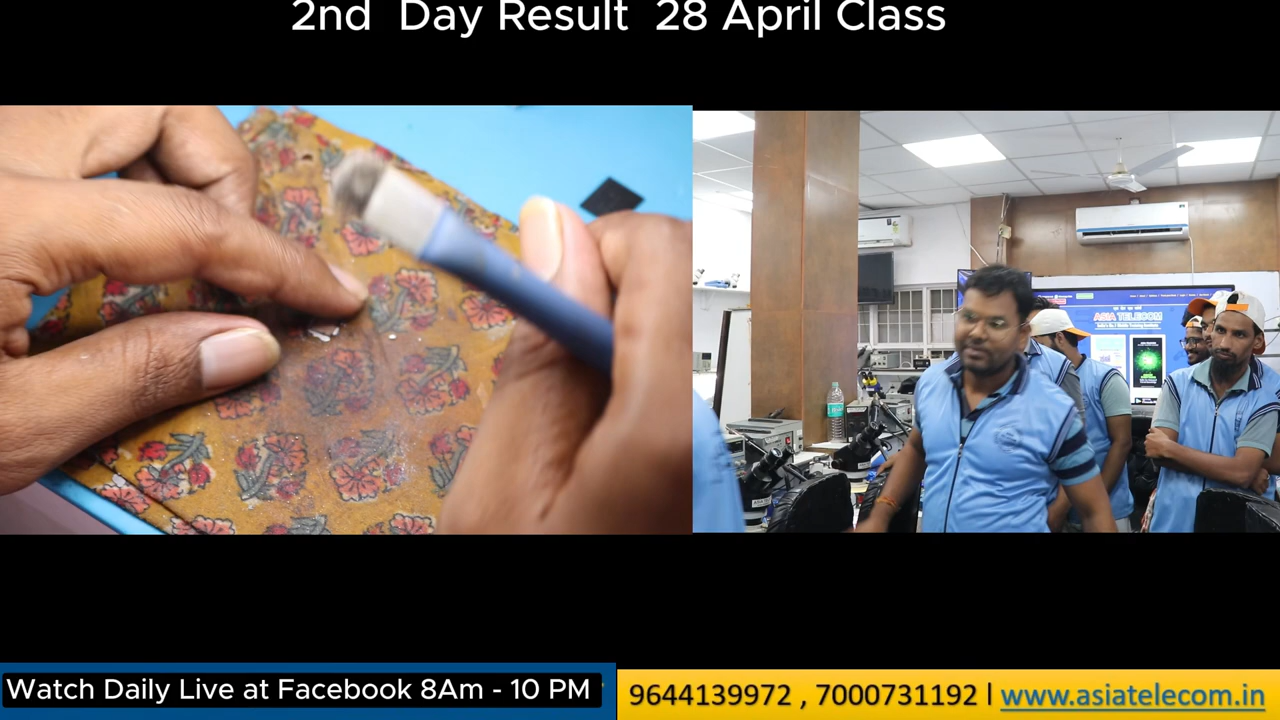 2nd Day Result 28 April Class
ASIA TELECOM
Watch Daily Live at Facebook 8Am - 10 PM
9644139972 , 7000731192 | www.asiatelecom.in